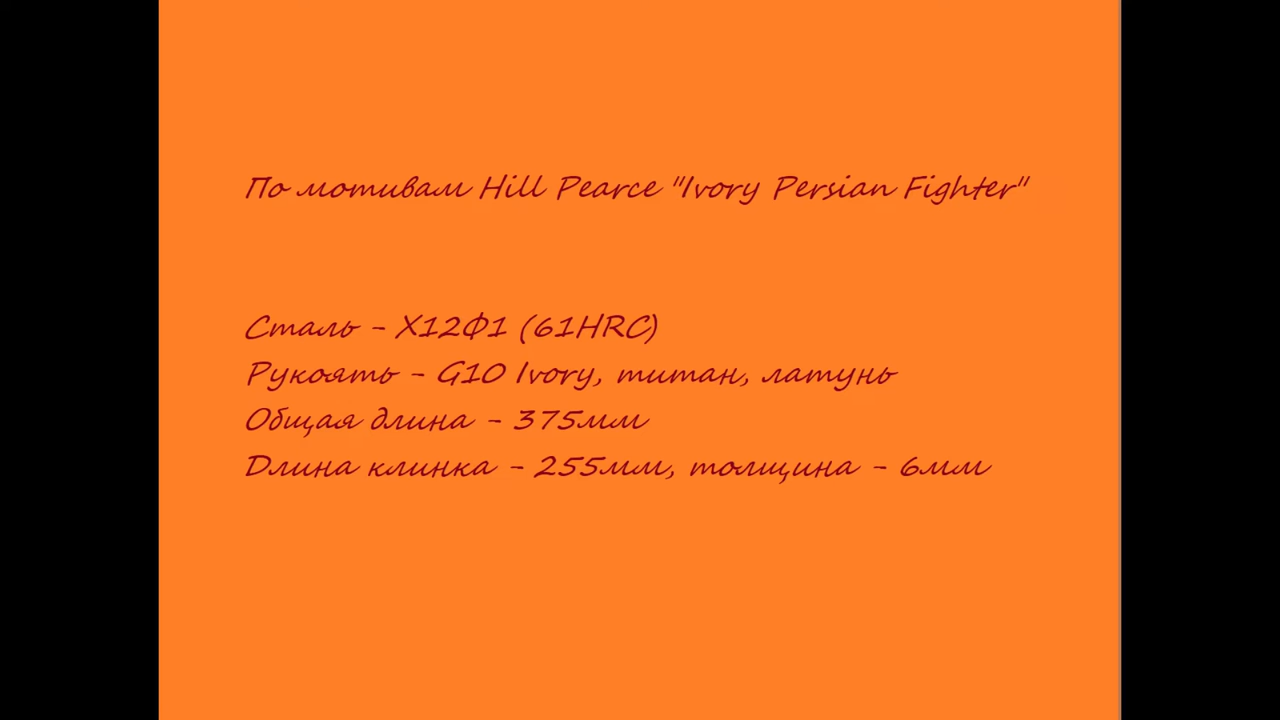 По мотивам Hill Pearce "Ivory Persian Fighter"
Сталь - Х12Ф1 (61HRC)
Рукоять - G10 Ivory, титан, латунь
Общая длина - 375мм
Длина клинка - 255мм, толщина - 6мм